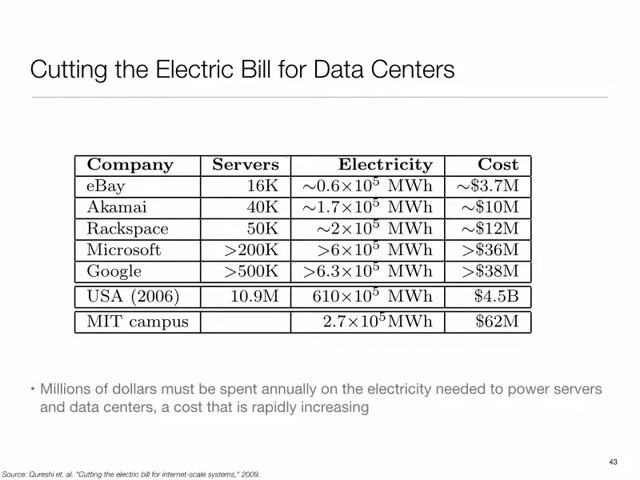 Cutting the Electric Bill for Data Centers
Company Servers Electricity Cost
eBay 16K ~0.6×10⁵ MWh ~$3.7M
Akamai 40K ~1.7×10⁵ MWh ~$10M
Rackspace 50K ~2×10⁵ MWh ~$12M
Microsoft >200K >6×10⁵ MWh >$36M
Google >500K >6.3×10⁵ MWh >$38M
USA (2006) 10.9M 610×10⁵ MWh $4.5B
MIT campus 2.7×10⁵MWh $62M
• Millions of dollars must be spent annually on the electricity needed to power servers
and data centers, a cost that is rapidly increasing
43
Source: Qureshi et. al. "Cutting the electric bill for internet-scale systems," 2009.